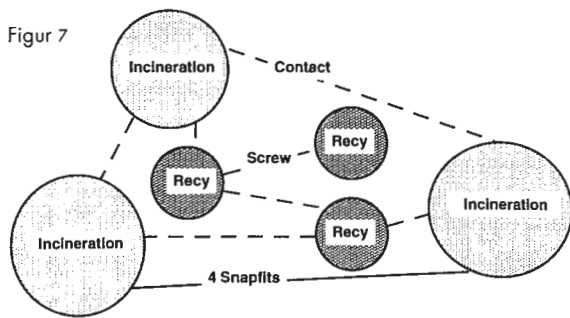 Figur 7
Incineration
Contact
Recy
Screw
Recy
Incineration
Recy
Incineration
4 Snapfits